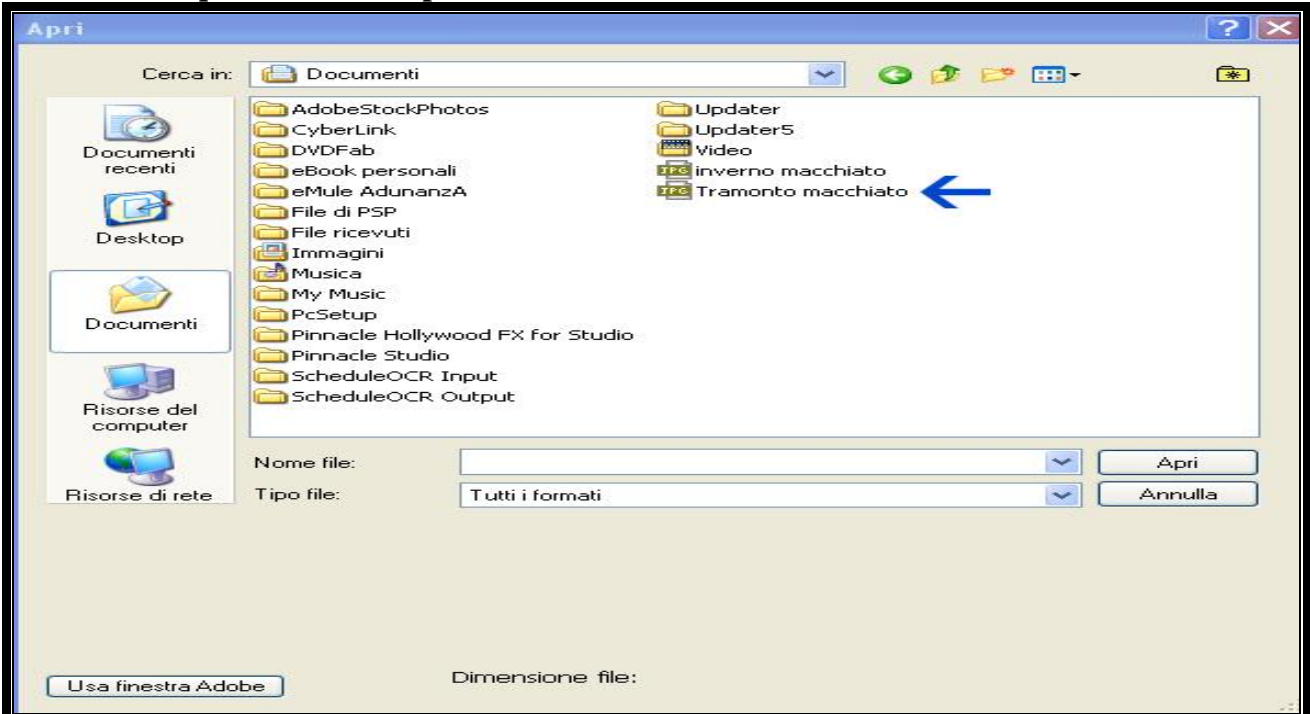 Apri
Cerca in: Documenti
Documenti
recenti
Desktop
Documenti
Risorse del
computer
Risorse di rete
AdobeStockPhotos
CyberLink
DVDFab
eBook personali
eMule AdunanzA
File di PSP
File ricevuti
Immagini
Musica
My Music
PcSetup
Pinnacle Hollywood FX for Studio
Pinnacle Studio
ScheduleOCR Input
ScheduleOCR Output
Updater
Updater5
Video
inverno macchiato
Tramonto macchiato
Nome file:
Apri
Tipo file: Tutti i formati
Annulla
Usa finestra Adobe
Dimensione file: